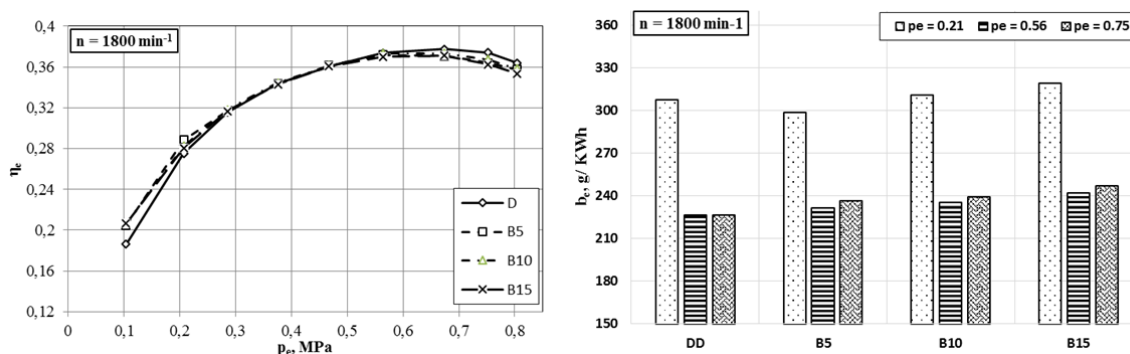 n = 1800 min⁻¹
0,4
0,36
0,32
0,28
0,24
0,2
0,16
0,12
ηe
0 0,1 0,2 0,3 0,4 0,5 0,6 0,7 0,8
pe, MPa
D
B5
B10
B15
n = 1800 min-1
pe = 0.21 pe = 0.56 pe = 0.75
360
330
300
270
240
210
180
150
be, g/ KWh
DD B5 B10 B15